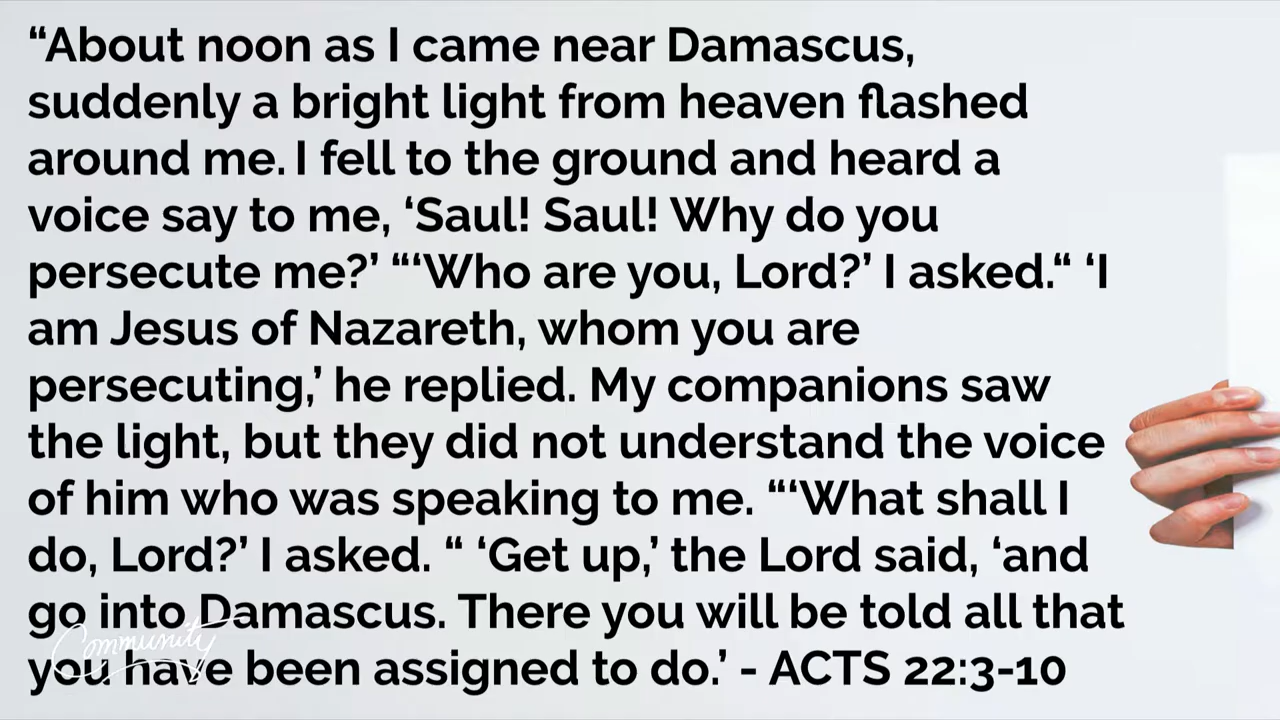 “About noon as I came near Damascus,
suddenly a bright light from heaven flashed
around me. I fell to the ground and heard a
voice say to me, ‘Saul! Saul! Why do you
persecute me?’ “‘Who are you, Lord?’ I asked.“ ‘I
am Jesus of Nazareth, whom you are
persecuting,’ he replied. My companions saw
the light, but they did not understand the voice
of him who was speaking to me. “‘What shall I
do, Lord?’ I asked. “ ‘Get up,’ the Lord said, ‘and
go into Damascus. There you will be told all that
you have been assigned to do.’ - ACTS 22:3-10
Community